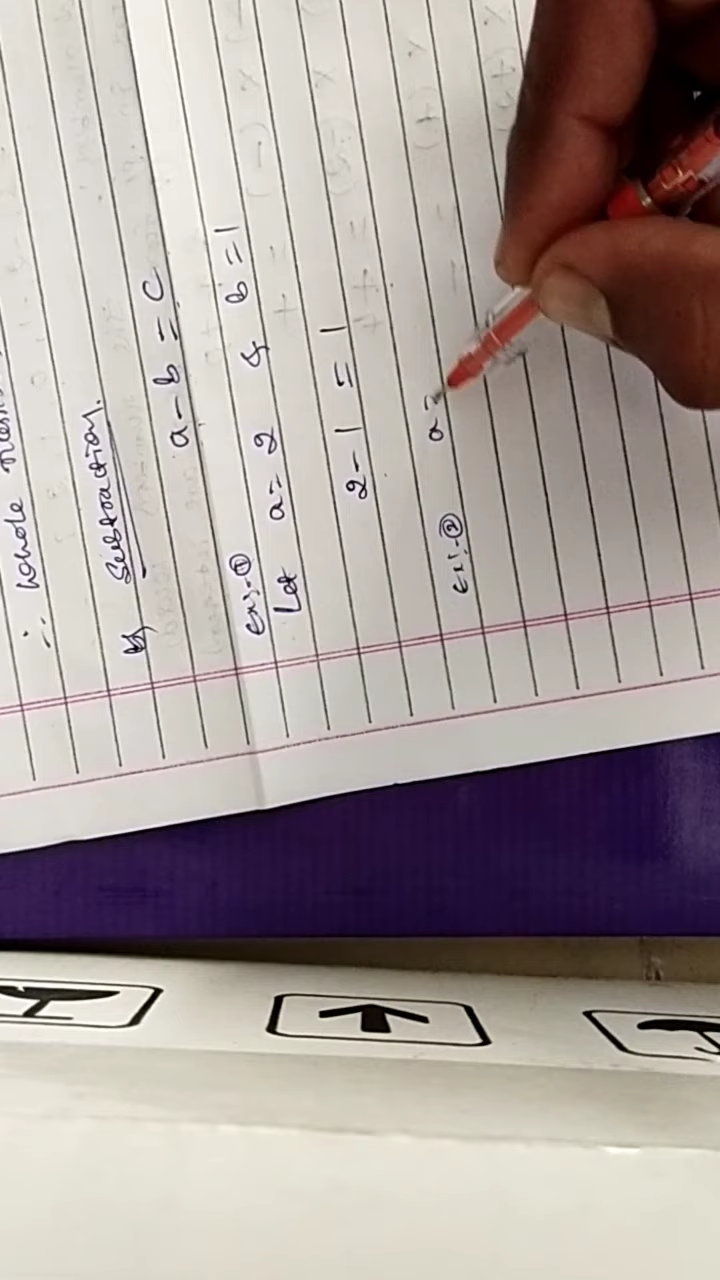 ∴ Whole
Subtraction.
a - b = c
ex:-①
Let a = 2 & b = 1
2 - 1 = 1
ex:-② a =